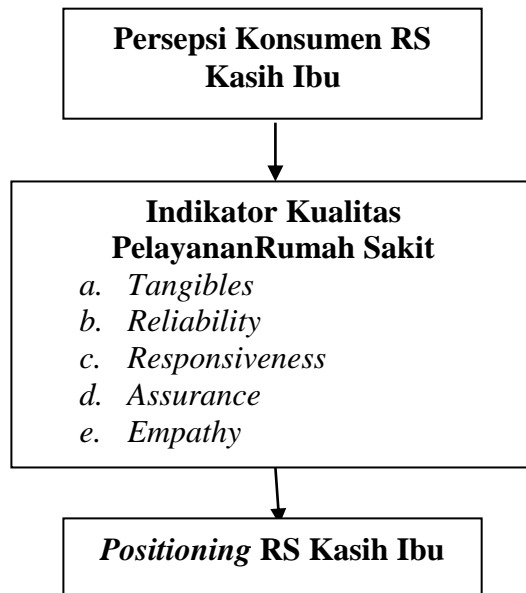 Persepsi Konsumen RS
Kasih Ibu
Indikator Kualitas
PelayananRumah Sakit
a. Tangibles
b. Reliability
c. Responsiveness
d. Assurance
e. Empathy
Positioning RS Kasih Ibu